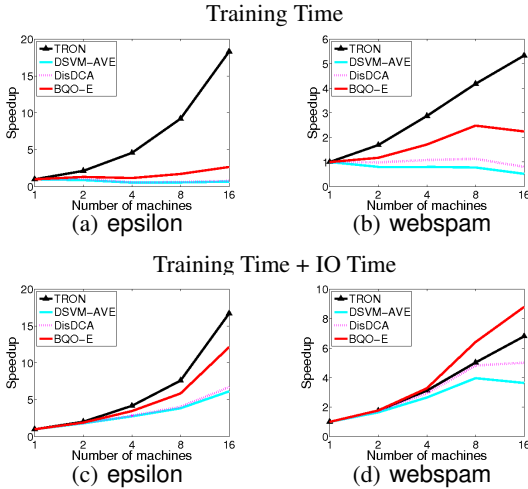 Training Time
20
15
10
5
0
Speedup
TRON
DSVM-AVE
DisDCA
BQO-E
1 2 4 8 16
Number of machines
(a) epsilon
6
5
4
3
2
1
0
Speedup
TRON
DSVM-AVE
DisDCA
BQO-E
1 2 4 8 16
Number of machines
(b) webspam
Training Time + IO Time
20
15
10
5
0
Speedup
TRON
DSVM-AVE
DisDCA
BQO-E
1 2 4 8 16
Number of machines
(c) epsilon
10
8
6
4
2
0
Speedup
TRON
DSVM-AVE
DisDCA
BQO-E
1 2 4 8 16
Number of machines
(d) webspam